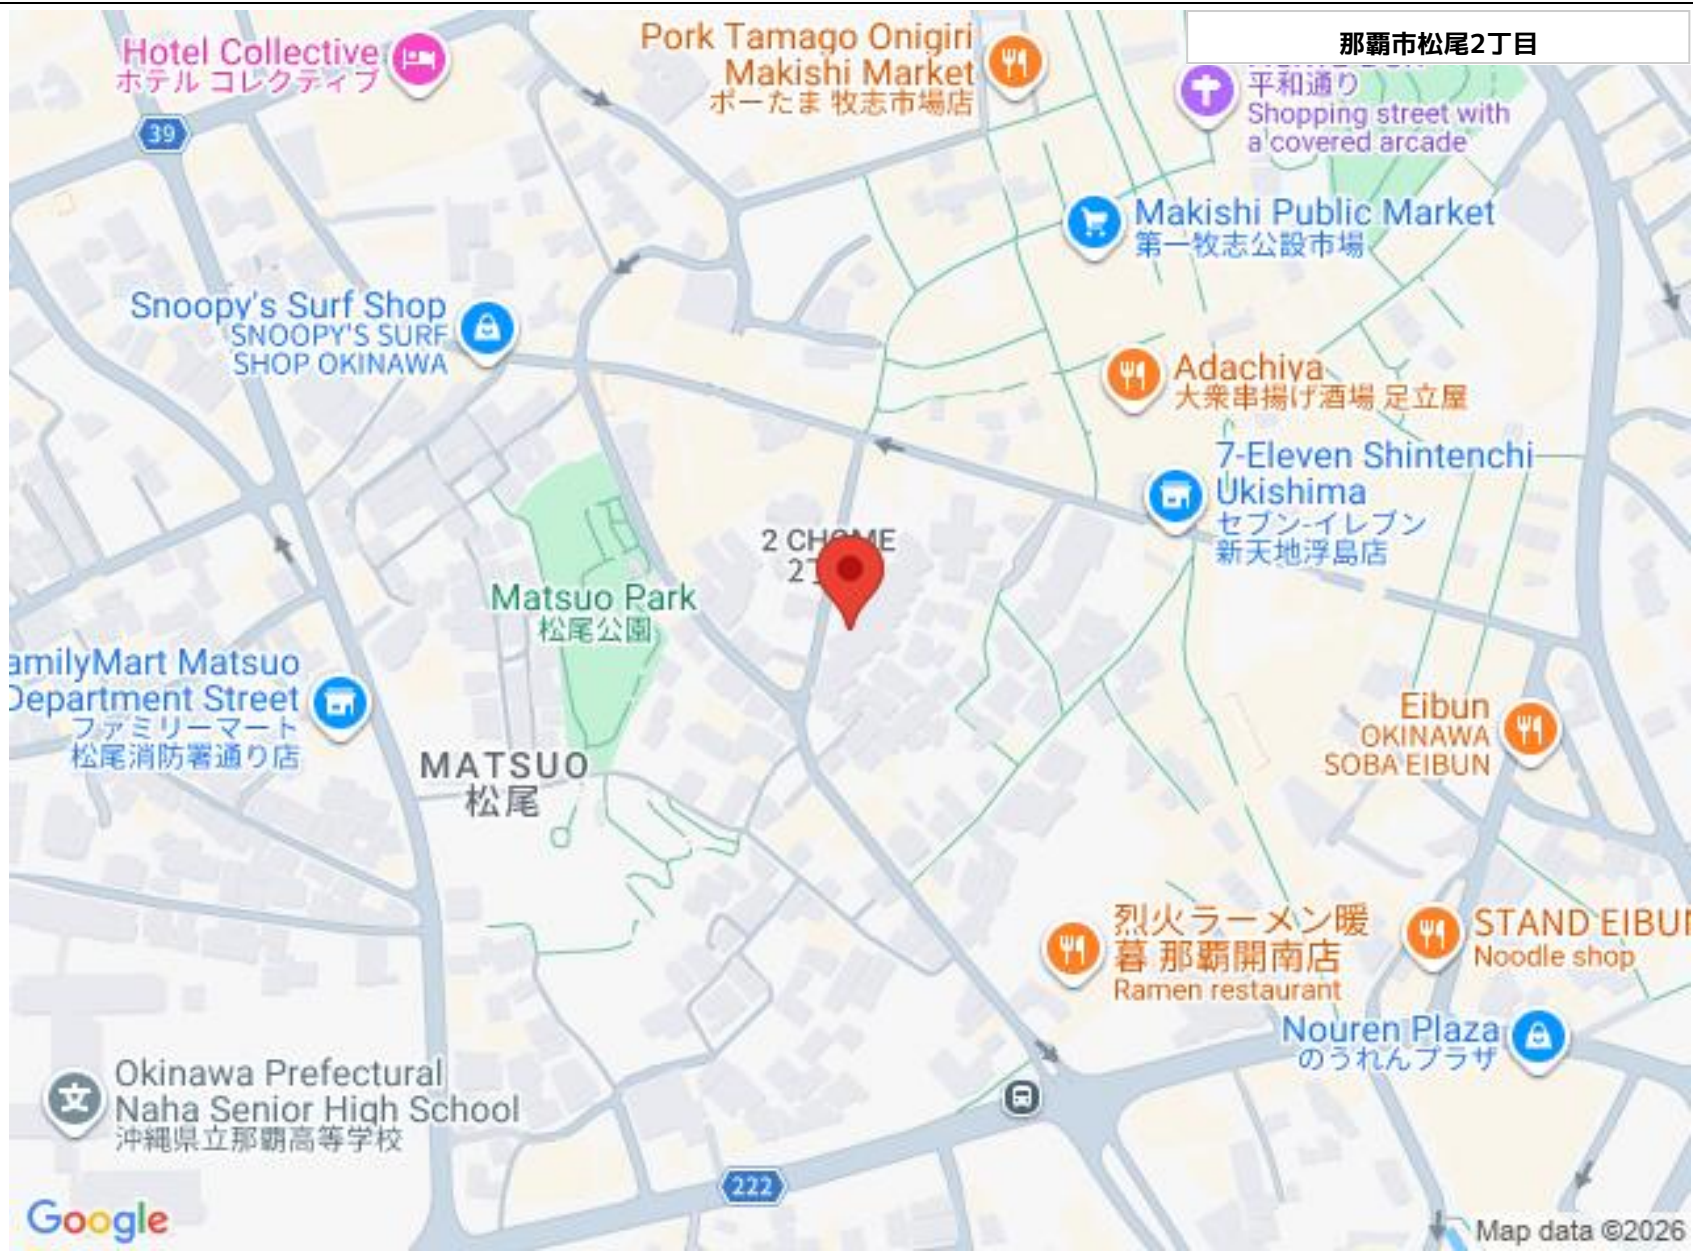 那覇市松尾2丁目
Hotel Collective
ホテル コレクティブ
Pork Tamago Onigiri
Makishi Market
ポーたま 牧志市場店
平和通り
Shopping street with
a covered arcade
39
Makishi Public Market
第一牧志公設市場
Snoopy's Surf Shop
SNOOPY'S SURF
SHOP OKINAWA
Adachiya
大衆串揚げ酒場 足立屋
7-Eleven Shintenchi
Ukishima
セブン-イレブン
新天地浮島店
2 CHOME
Matsuo Park
松尾公園
amilyMart Matsuo
Department Street
ファミリーマート
松尾消防署通り店
MATSUO
松尾
Eibun
OKINAWA
SOBA EIBUN
烈火ラーメン暖
暮 那覇開南店
Ramen restaurant
STAND EIBUN
Noodle shop
Nouren Plaza
のうれんプラザ
Okinawa Prefectural
Naha Senior High School
沖縄県立那覇高等学校
文
222
Google
Map data ©2026